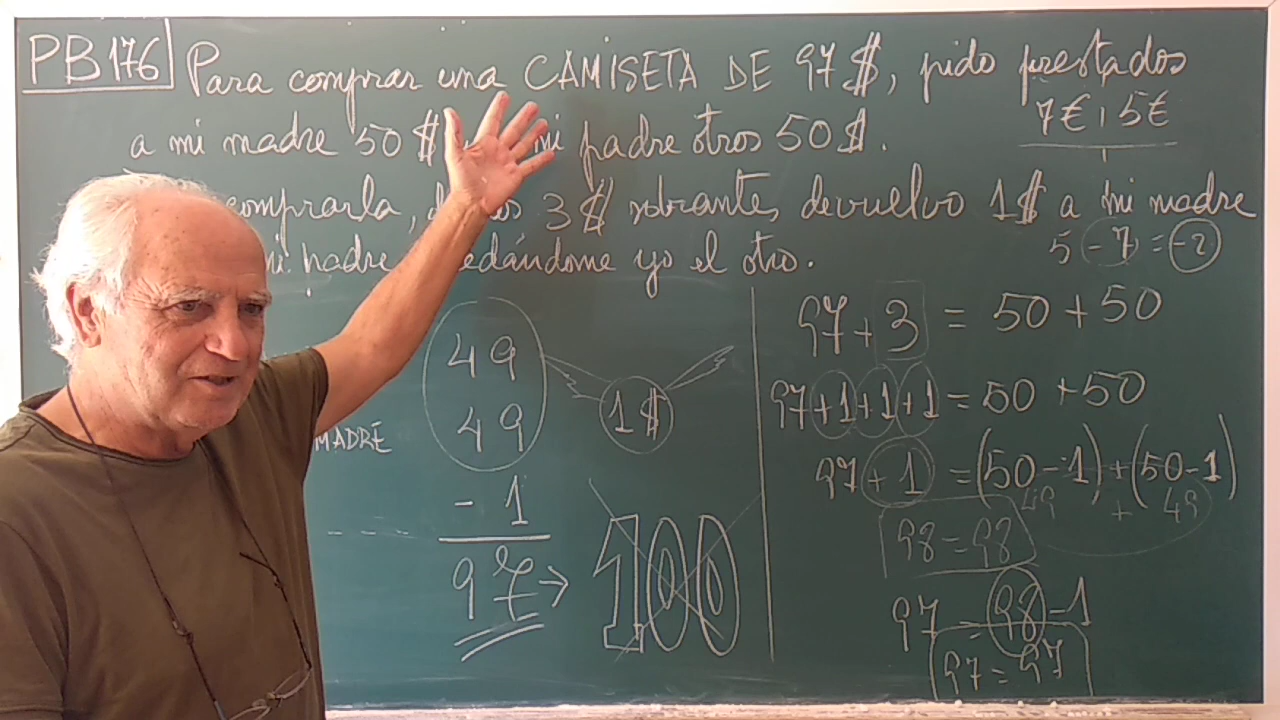 PB 176 Para comprar una CAMISETA DE 97 $, pido prestados
7€ 5€
a mi madre 50 $ mi padre otros 50 $.
comprarla, 3 $ sobrantes, devuelvo 1 $ a mi madre
5 - 7 = -2
mi padre yo el otro.
49
49
- 1
97 → 100
1 $
MADRE
97 + 3 = 50 + 50
97 + 1 + 1 + 1 = 50 + 50
97 + 1 = (50 - 1) + (50 - 1)
49 + 49
98 = 98
97 = 98 - 1
97 = 97